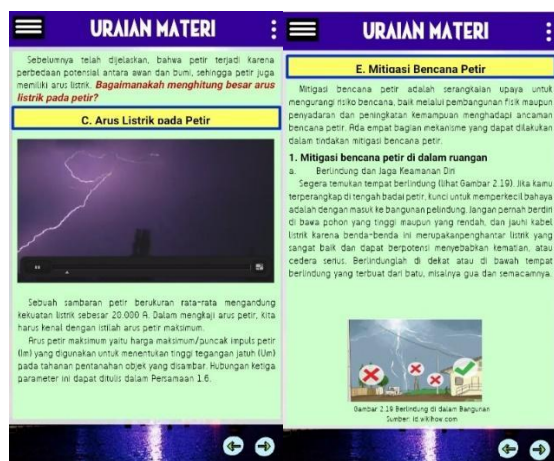 URAIAN MATERI
Sebelumnya telah dijelaskan, bahwa petir terjadi karena
perbedaan potensial antara awan dan bumi, sehingga petir juga
memiliki arus listrik. Bagaimanakah menghitung besar arus
listrik pada petir?
C. Arus Listrik pada Petir
Sebuah sambaran petir berukuran rata-rata mengandung
kekuatan listrik sebesar 20.000 A. Dalam mengkaji arus petir, kita
harus kenal dengan istilah arus petir maksimum.
Arus petir maksimum yaitu harga maksimum/puncak impuls petir
(Im) yang digunakan untuk menentukan tinggi tegangan jatuh (Um)
pada tahanan pentanahan objek yang disambar. Hubungan ketiga
parameter ini dapat ditulis dalam Persamaan 1.6.
URAIAN MATERI
E. Mitigasi Bencana Petir
Mitigasi bencana petir adalah serangkaian upaya untuk
mengurangi risiko bencana, baik melalui pembangunan fisik maupun
penyadaran dan peningkatan kemampuan menghadapi ancaman
bencana petir. Ada empat bagian mekanisme yang dapat dilakukan
dalam tindakan mitigasi bencana petir.
1. Mitigasi bencana petir di dalam ruangan
a. Berlindung dan Jaga Keamanan Diri
Segera temukan tempat berlindung (lihat Gambar 2.19). Jika kamu
terperangkap di tengah badai petir, kunci untuk memperkecil bahaya
adalah dengan masuk ke bangunan pelindung. Jangan pernah berdiri
di bawa pohon yang tinggi maupun yang rendah, dan jauhi kabel
listrik karena benda-benda ini merupakanpenghantar listrik yang
sangat baik dan dapat berpotensi menyebabkan kematian, atau
cedera serius. Berlindunglah di dekat atau di bawah tempat
berlindung yang terbuat dari batu, misalnya gua dan semacamnya.
Gambar 2.19 Berlindung di dalam Bangunan
Sumber: id.wikihow.com